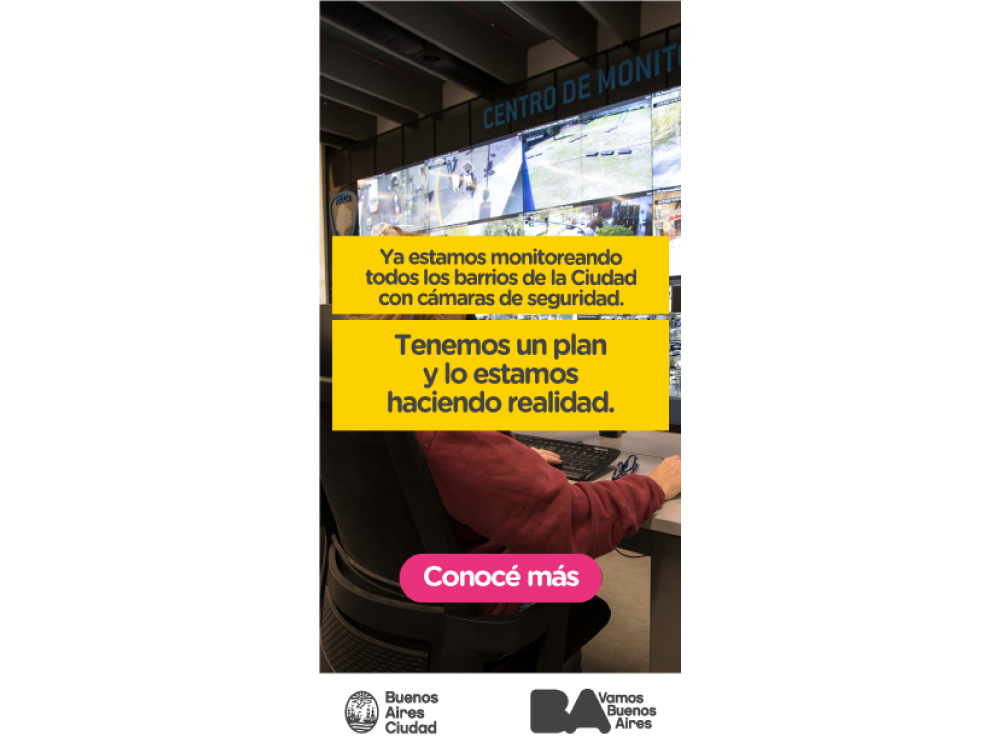 CENTRO DE MONIT
Ya estamos monitoreando
todos los barrios de la Ciudad
con cámaras de seguridad.
Tenemos un plan
y lo estamos
haciendo realidad.
Conocé más
Buenos
Aires
Ciudad
BA
Vamos
Buenos
Aires